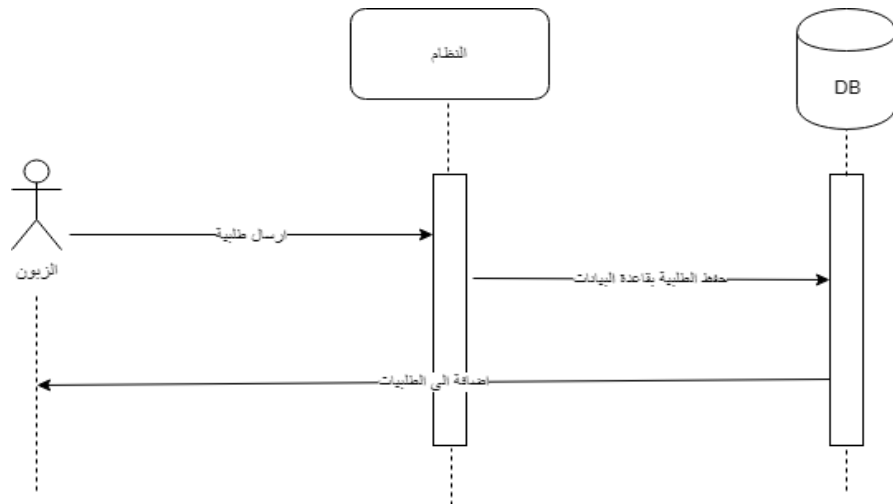 النظام
DB
ارسال طلبية
الزبون
حفظ الطلبية بقاعدة البيانات
اضافة الى الطلبيات